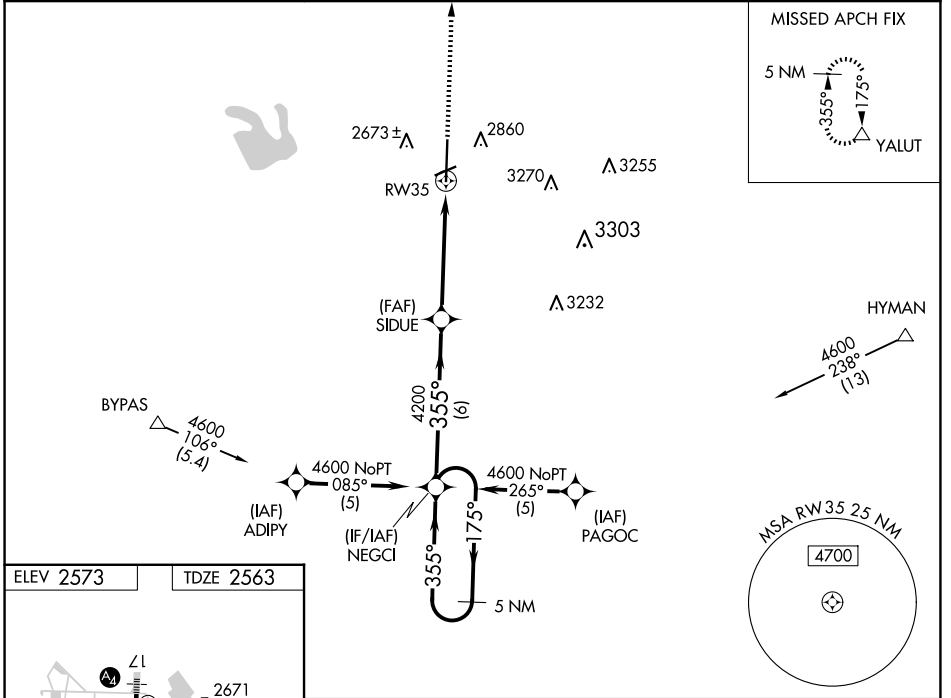 MISSED APCH FIX
5 NM
355°
175°
YALUT
2673±
2860
RW35
3270
3255
3303
3232
(FAF)
SIDUE
HYMAN
4600
238°
(13)
4200
355°
(6)
BYPAS
4600
106°
(5.4)
4600 NoPT
085°
(5)
4600 NoPT
265°
(5)
(IAF)
ADIPY
(IF/IAF)
NEGCI
(IAF)
PAGOC
355°
175°
5 NM
MSA RW35 25 NM
4700
ELEV 2573
TDZE 2563
17
A4
2671